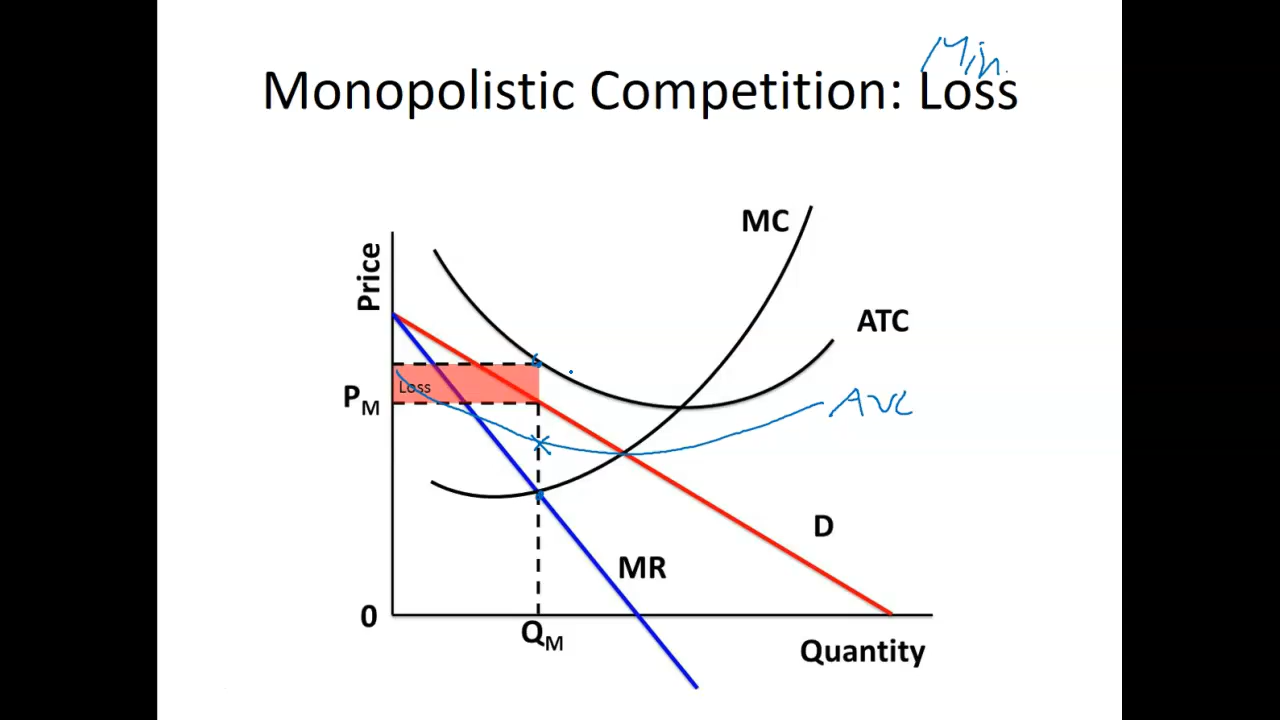 Min.
Monopolistic Competition: Loss
MC
Price
ATC
Loss
PM
AVC
D
MR
0
QM
Quantity